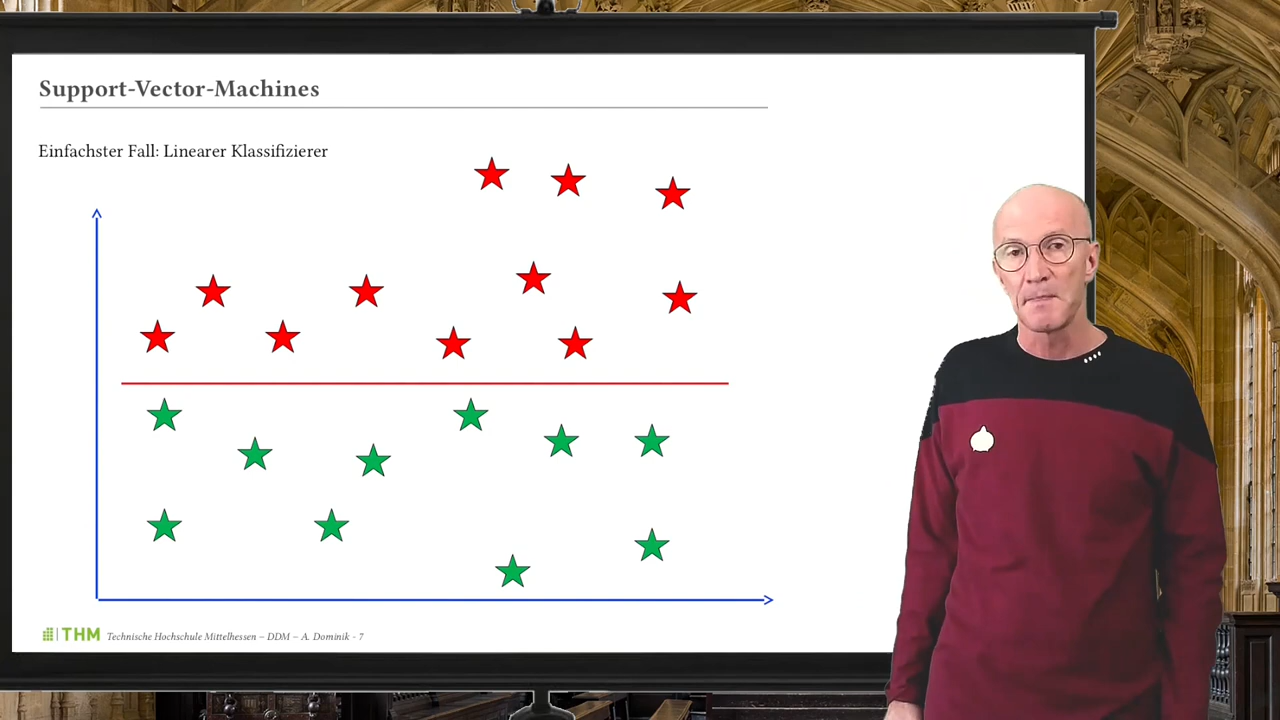 Support-Vector-Machines
Einfachster Fall: Linearer Klassifizierer
THM Technische Hochschule Mittelhessen – DDM – A. Dominik - 7